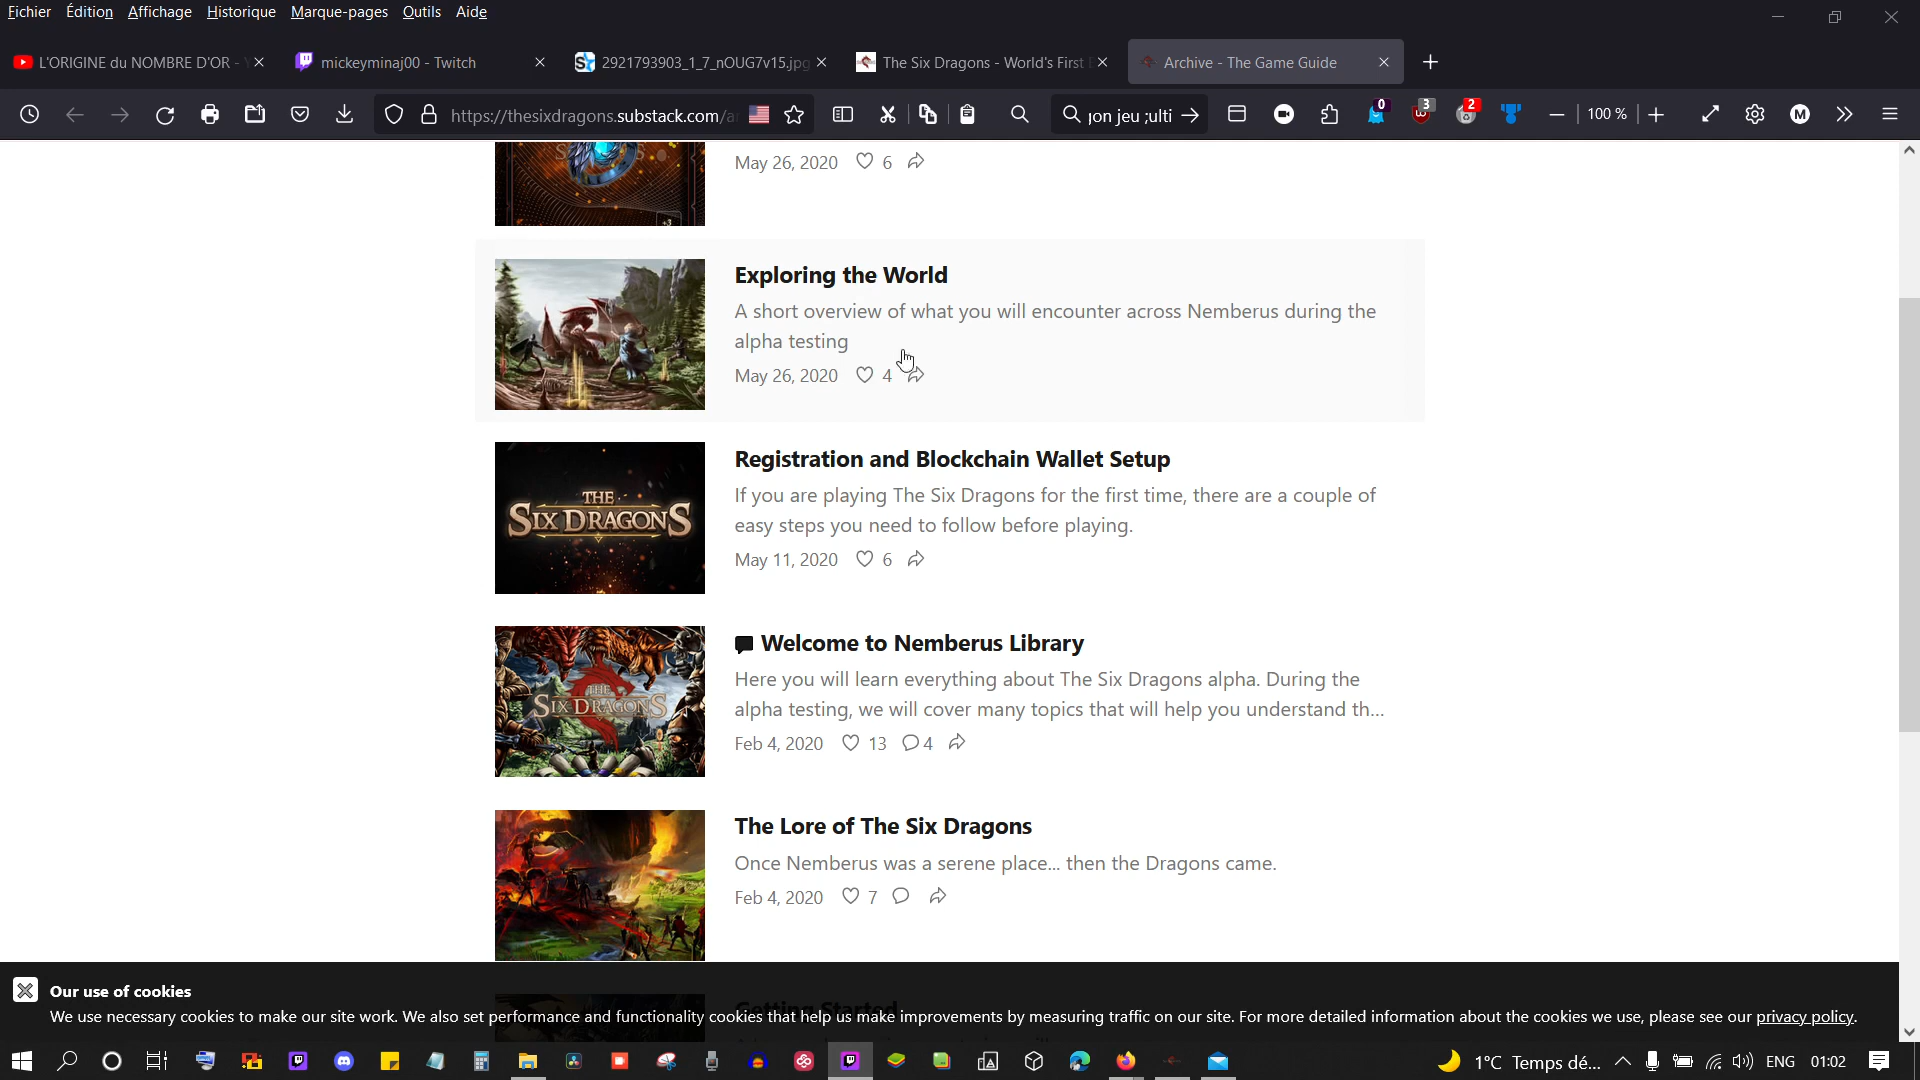 Fichier Édition Affichage Historique Marque-pages Outils Aide
L'ORIGINE du NOMBRE D'OR - Y
mickeyminaj00 - Twitch
2921793903_1_7_nOUG7v15.jpg
The Six Dragons - World's First
Archive - The Game Guide
https://thesixdragons.substack.com/
jon jeu ;ulti
0
3
2
100 %
M
May 26, 2020 6
+3
Exploring the World
A short overview of what you will encounter across Nemberus during the
alpha testing
May 26, 2020 4
THE
SIX DRAGONS
Registration and Blockchain Wallet Setup
If you are playing The Six Dragons for the first time, there are a couple of
easy steps you need to follow before playing.
May 11, 2020 6
THE
SIX DRAGONS
Welcome to Nemberus Library
Here you will learn everything about The Six Dragons alpha. During the
alpha testing, we will cover many topics that will help you understand th...
Feb 4, 2020 13 4
The Lore of The Six Dragons
Once Nemberus was a serene place... then the Dragons came.
Feb 4, 2020 7
Getting Started
Our use of cookies
We use necessary cookies to make our site work. We also set performance and functionality cookies that help us make improvements by measuring traffic on our site. For more detailed information about the cookies we use, please see our privacy policy.
1°C Temps dé... ENG 01:02